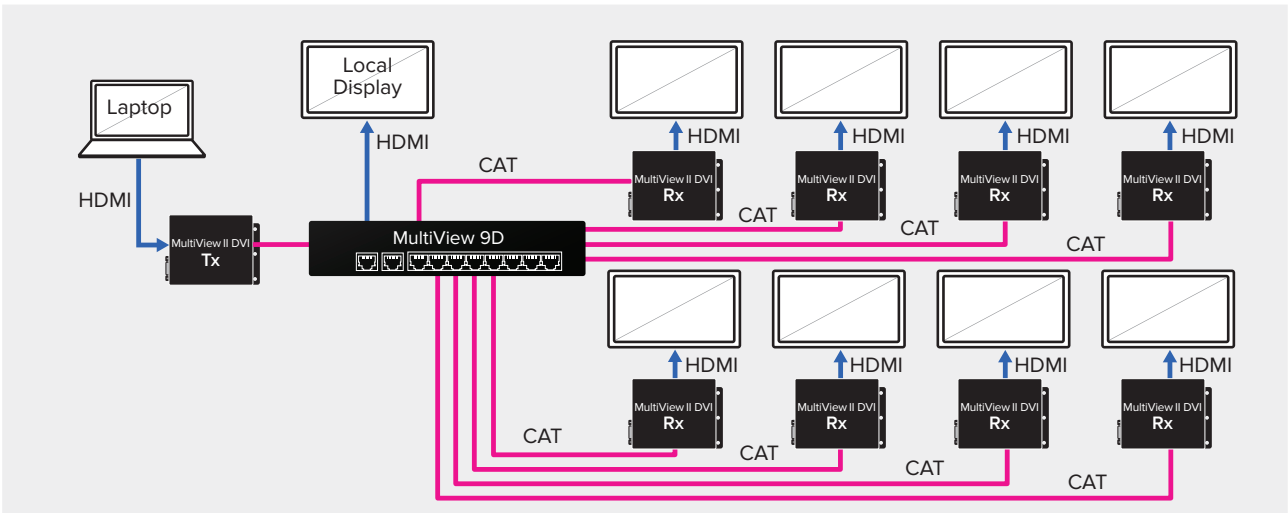 Laptop
HDMI
MultiView II DVI
Tx
Local
Display
HDMI
MultiView 9D
CAT
HDMI
MultiView II DVI
Rx
CAT
HDMI
MultiView II DVI
Rx
CAT
HDMI
MultiView II DVI
Rx
CAT
HDMI
MultiView II DVI
Rx
CAT
HDMI
MultiView II DVI
Rx
CAT
HDMI
MultiView II DVI
Rx
CAT
HDMI
MultiView II DVI
Rx
CAT
HDMI
MultiView II DVI
Rx